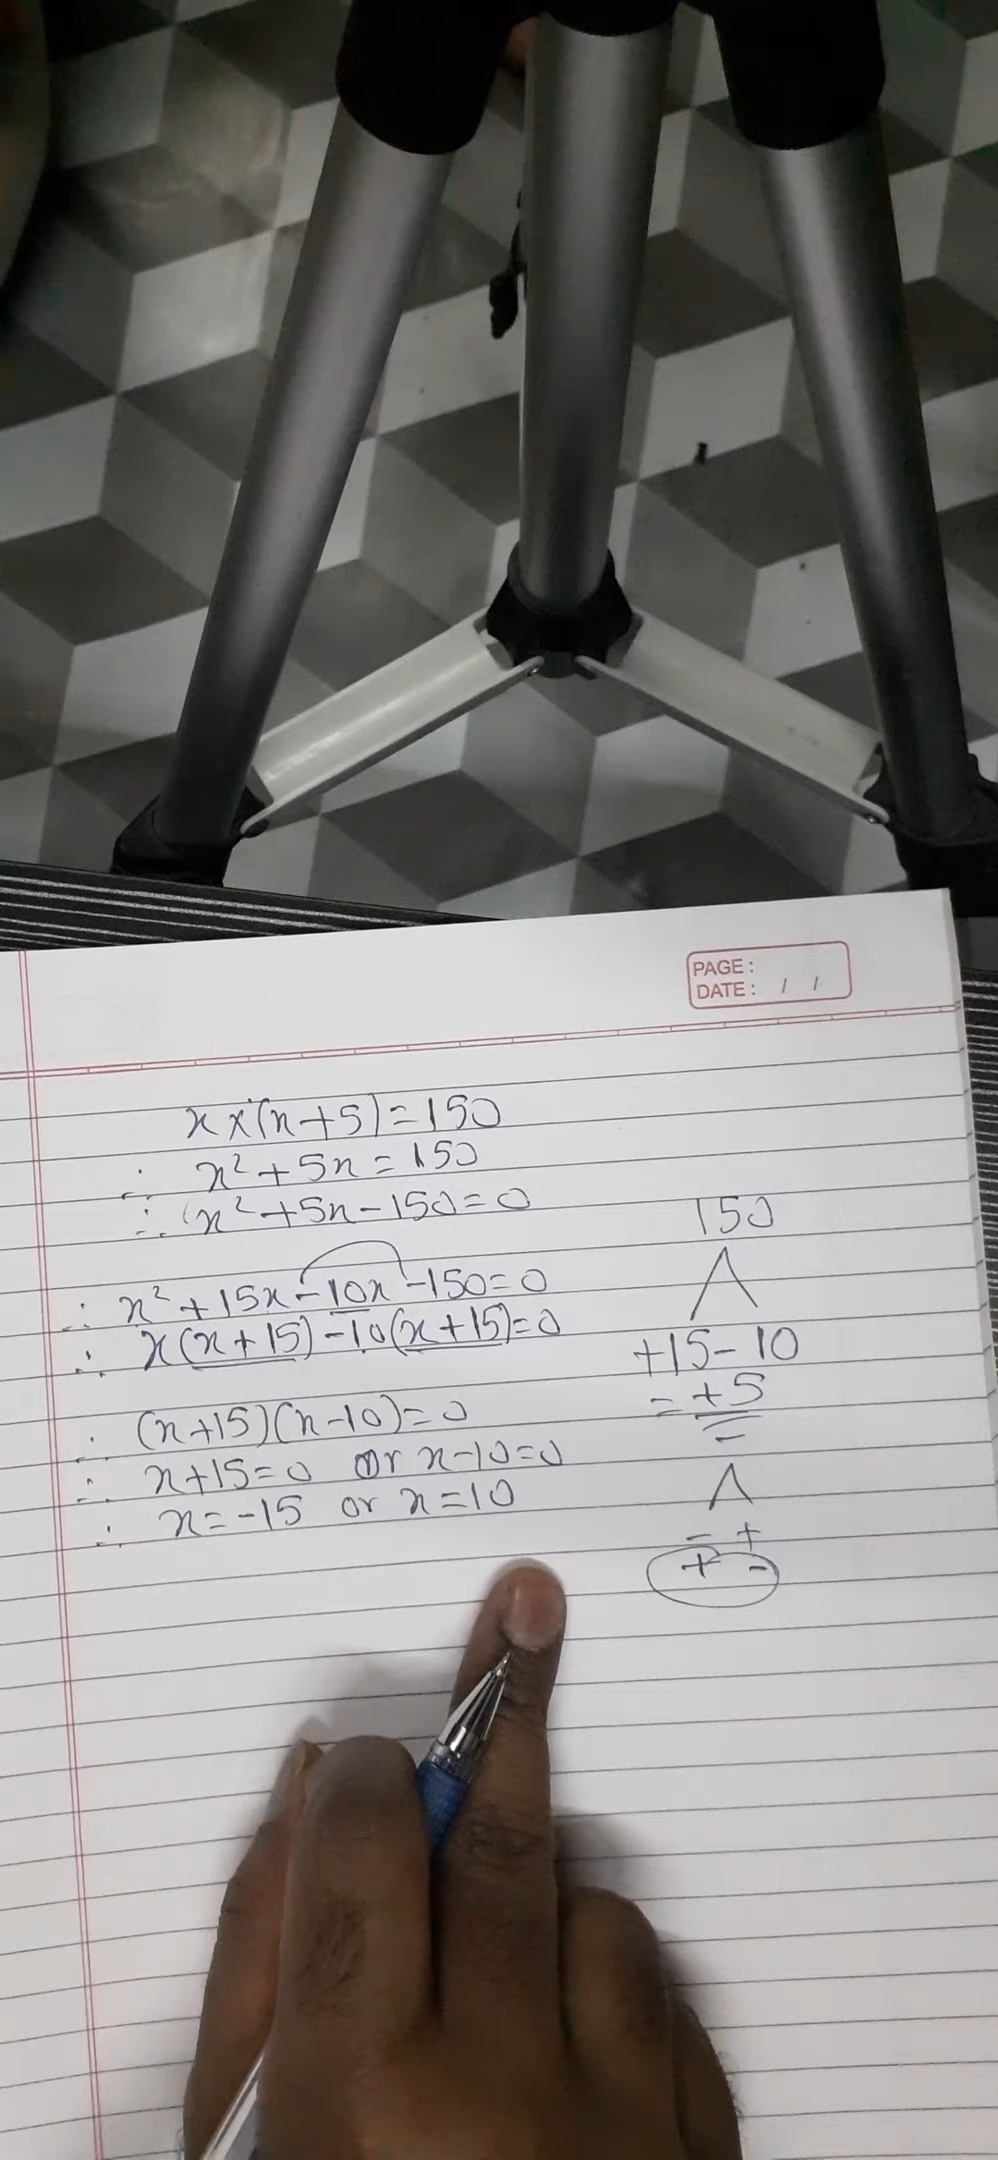 PAGE :
DATE : / /
x×(x+5)=150
∴ x²+5x=150
∴ x²+5x-150=0
∴ x²+15x-10x-150=0
∴ x(x+15)-10(x+15)=0
∴ (x+15)(x-10)=0
∴ x+15=0 or x-10=0
∴ x=-15 or x=10
150
+15-10
=+5
-
- +
+ -